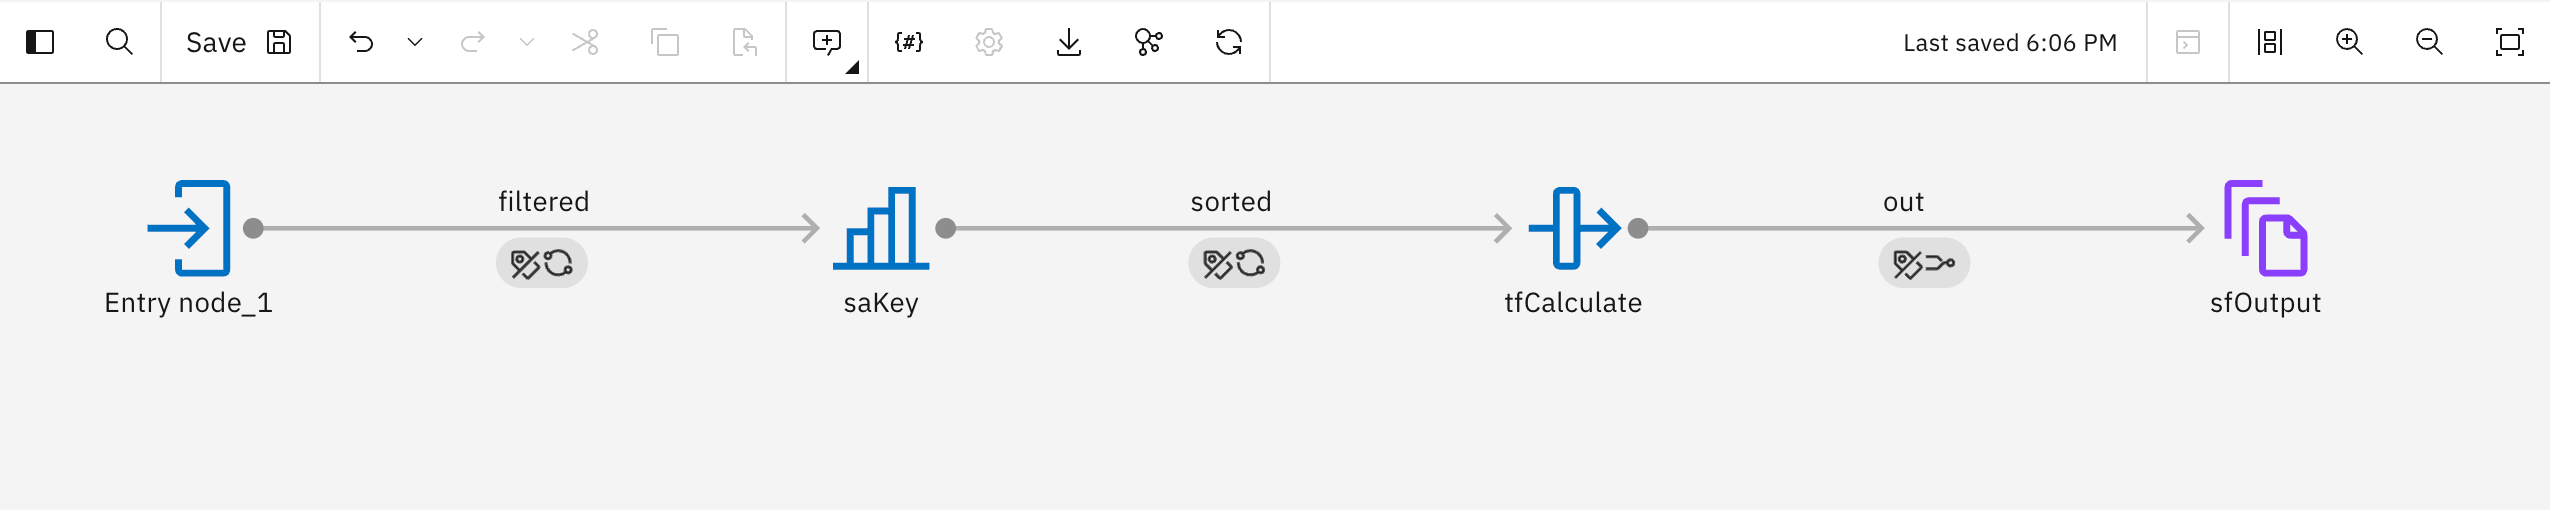 Save
{#}
Last saved 6:06 PM
filtered
sorted
out
Entry node_1
saKey
tfCalculate
sfOutput